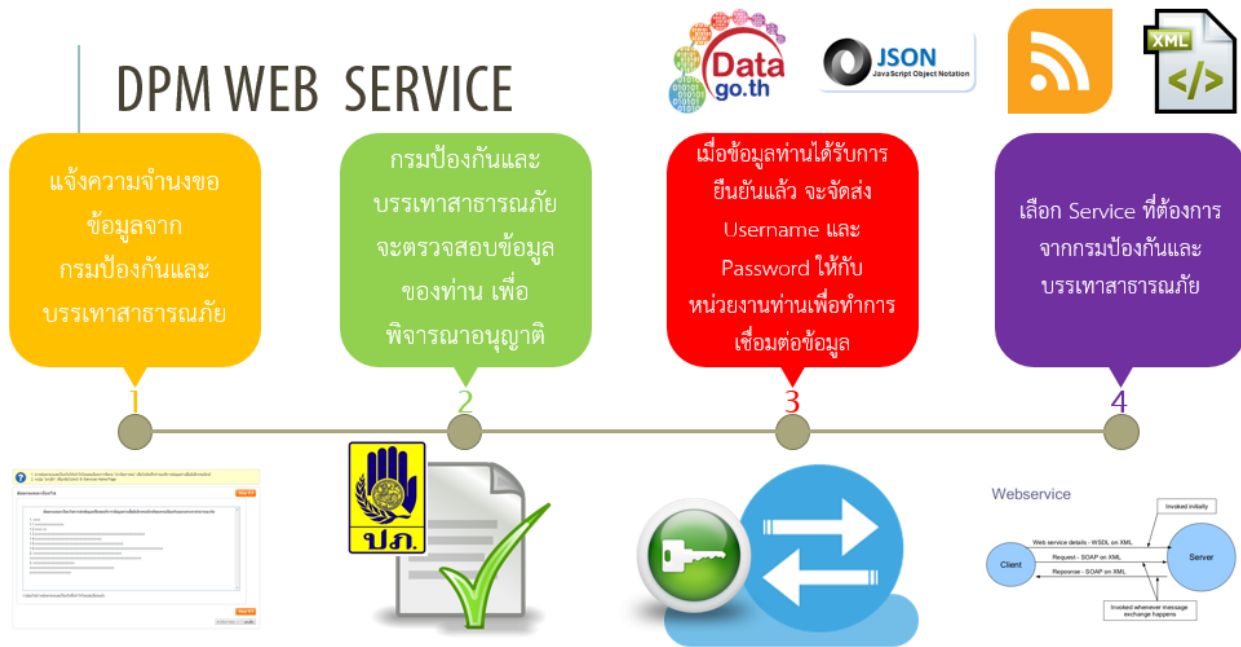 DPM WEB SERVICE
Data
go.th
JSON
JavaScript Object Notation
XML
</>
แจ้งความจำนงขอ
ข้อมูลจาก
กรมป้องกันและ
บรรเทาสาธารณภัย
กรมป้องกันและ
บรรเทาสาธารณภัย
จะตรวจสอบข้อมูล
ของท่าน เพื่อ
พิจารณาอนุญาติ
เมื่อข้อมูลท่านได้รับการ
ยืนยันแล้ว จะจัดส่ง
Username และ
Password ให้กับ
หน่วยงานท่านเพื่อทำการ
เชื่อมต่อข้อมูล
เลือก Service ที่ต้องการ
จากกรมป้องกันและ
บรรเทาสาธารณภัย
1
2
3
4
ปภ.
Webservice
Invoked initially
Web service details - WSDL on XML
Client
Request - SOAP on XML
Server
Reponse - SOAP on XML
Invoked whenever message
exchange happens